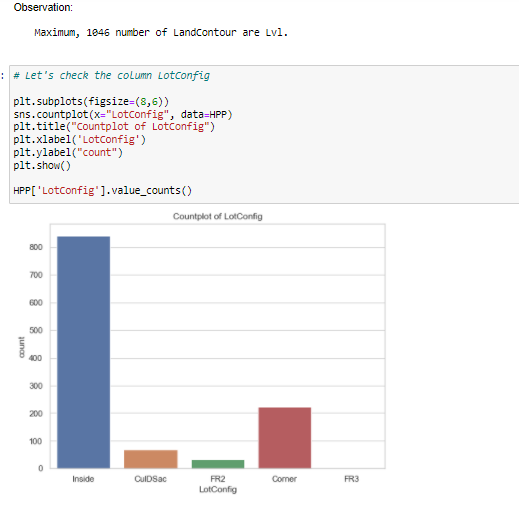 Observation:
Maximum, 1046 number of LandContour are Lvl.
: # Let's check the column LotConfig
plt.subplots(figsize=(8,6))
sns.countplot(x="LotConfig", data=HPP)
plt.title("Countplot of LotConfig")
plt.xlabel('LotConfig')
plt.ylabel("count")
plt.show()
HPP['LotConfig'].value_counts()
Countplot of LotConfig
800
700
600
500
400
300
200
100
0
count
Inside CulDSac FR2 Corner FR3
LotConfig